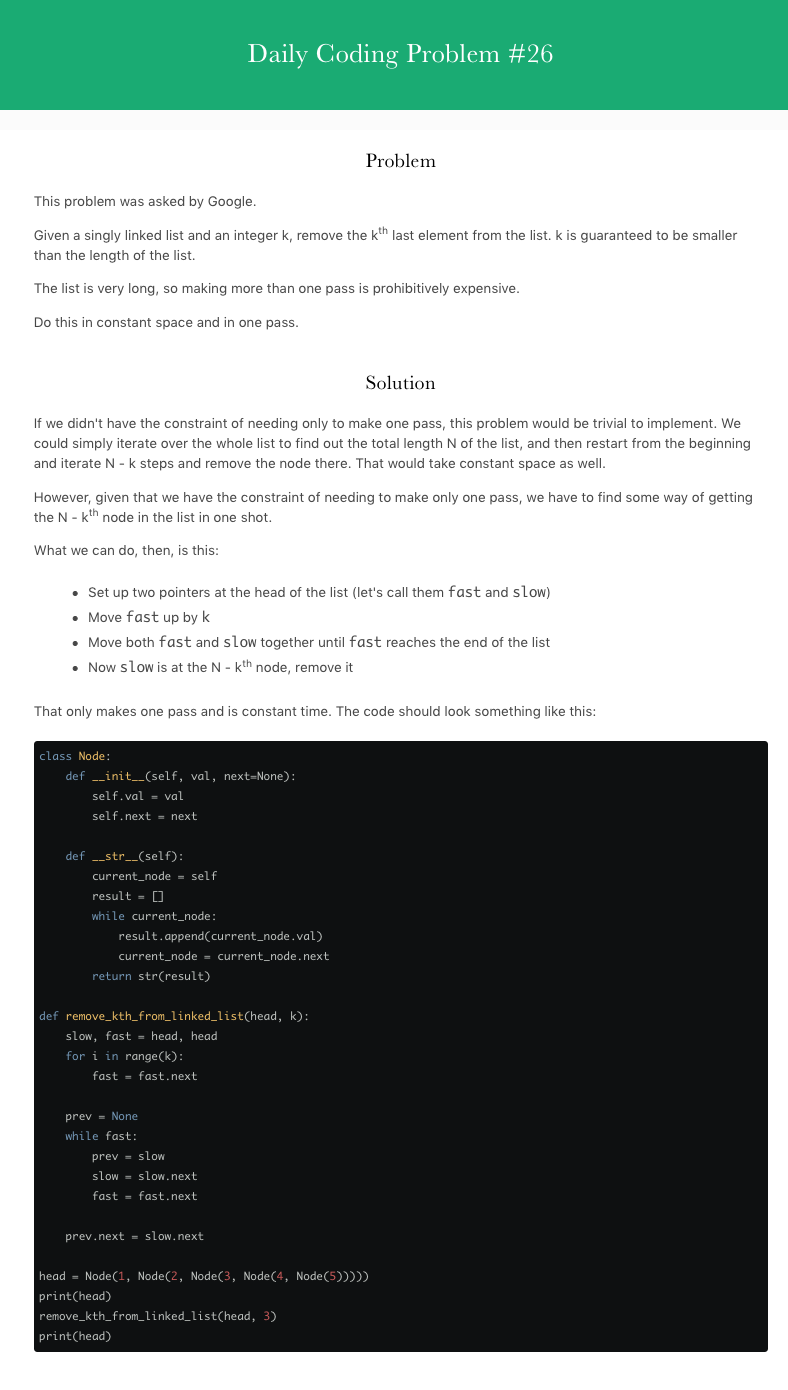 Daily Coding Problem #26
Problem
This problem was asked by Google.
Given a singly linked list and an integer k, remove the kth last element from the list. k is guaranteed to be smaller
than the length of the list.
The list is very long, so making more than one pass is prohibitively expensive.
Do this in constant space and in one pass.
Solution
If we didn't have the constraint of needing only to make one pass, this problem would be trivial to implement. We
could simply iterate over the whole list to find out the total length N of the list, and then restart from the beginning
and iterate N - k steps and remove the node there. That would take constant space as well.
However, given that we have the constraint of needing to make only one pass, we have to find some way of getting
the N - kth node in the list in one shot.
What we can do, then, is this:
• Set up two pointers at the head of the list (let's call them fast and slow)
• Move fast up by k
• Move both fast and slow together until fast reaches the end of the list
• Now slow is at the N - kth node, remove it
That only makes one pass and is constant time. The code should look something like this:
class Node:
    def __init__(self, val, next=None):
        self.val = val
        self.next = next
    def __str__(self):
        current_node = self
        result = []
        while current_node:
            result.append(current_node.val)
            current_node = current_node.next
        return str(result)
def remove_kth_from_linked_list(head, k):
    slow, fast = head, head
    for i in range(k):
        fast = fast.next
    prev = None
    while fast:
        prev = slow
        slow = slow.next
        fast = fast.next
    prev.next = slow.next
head = Node(1, Node(2, Node(3, Node(4, Node(5)))))
print(head)
remove_kth_from_linked_list(head, 3)
print(head)